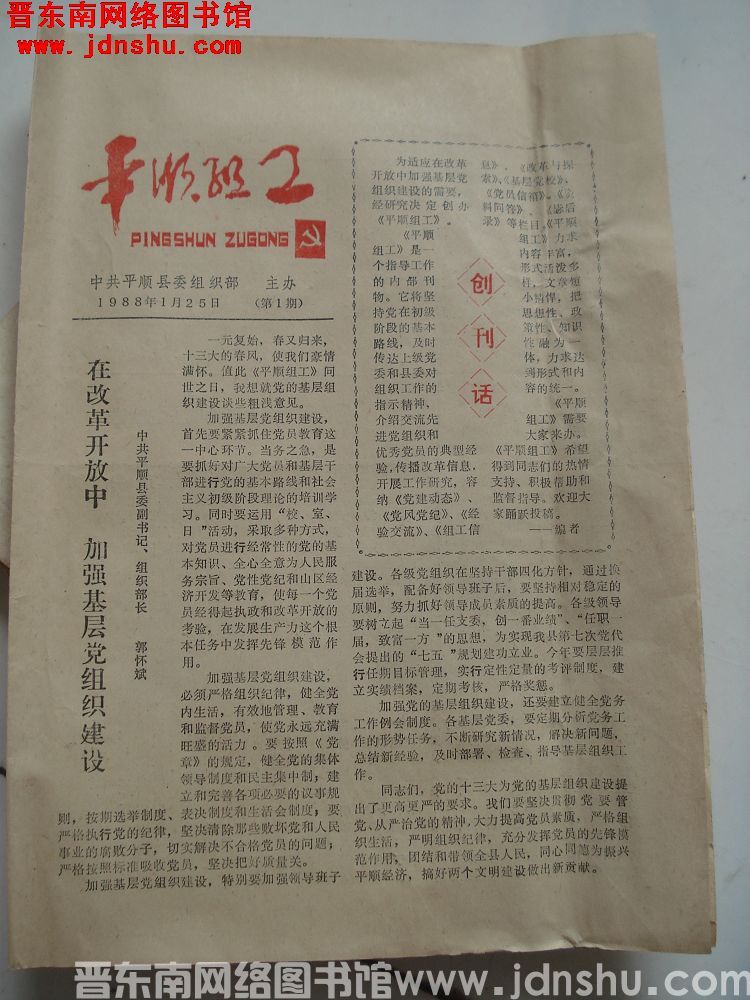 晋东南网络图书馆
www.jdnshu.com
平顺组工
PINGSHUN ZUGONG
中共平顺县委组织部 主办
1988年1月25日 (第1期)
创刊话
为适应在改革
开放中加强基层党
组织建设的需要，
经研究决定创办
《平顺组工》。
《平顺
组工》是一
个指导工作
的内部刊
物。它将坚
持党在初级
阶段的基本
路线，及时
传达上级党
委和县委对
组织工作的
指示精神、
介绍交流先
进党组织和
优秀党员的典型经
验，传播改革信息，
开展工作研究，容
纳《党建动态》、
《党风党纪》、《经
验交流》、《组工信
息》、《改革与探
索》、《基层党校》、
《党员信箱》、
料问答》、
录》等栏目。《平顺
组工》力求
内容丰富，
形式活泼多
样，文章短
小精悍，把
思想性、政
策性、知识
性融为一
体，力求达
到形式和内
容的统一。
《平顺
组工》需要
大家来办。
《平顺组工》希望
得到同志们的热情
支持、积极帮助和
监督指导。欢迎大
家踊跃投稿。
——编者
在改革开放中 加强基层党组织建设
中共平顺县委副书记、组织部长 郭怀斌
一元复始，春又归来，
十三大的春风，使我们豪情
满怀。值此《平顺组工》问
世之日，我想就党的基层组
织建设谈些粗浅意见。
加强基层党组织建设，
首先要紧紧抓住党员教育这
一中心环节。当务之急，是
要抓好对广大党员和基层干
部进行党的基本路线和社会
主义初级阶段理论的培训学
习。同时要运用“校、室、
日”活动，采取多种方式，
对党员进行经常性的党的基
本知识、全心全意为人民服
务宗旨、党性党纪和山区经
济开发等教育，使每一个党
员经得起执政和改革开放的
考验，在发展生产力这个根
本任务中发挥先锋模范作
用。
加强基层党组织建设，
必须严格组织纪律，健全党
内生活，有效地管理、教育
和监督党员，使党永远充满
旺盛的活力。要按照《党
章》的规定，健全党的集体
领导制度和民主集中制；建
立和完善各项必要的议事规
则，按期选举制度、表决制度和生活会制度；要
严格执行党的纪律，坚决清除那些败坏党和人民
事业的腐败分子，切实解决不合格党员的问题；
严格按照标准吸收党员，坚决把好质量关。
加强基层党组织建设，特别要加强领导班子
建设。各级党组织在坚持干部四化方针，通过换
届选举，配备好领导班子后，要坚持相对稳定的
原则，努力抓好领导成员素质的提高。各级领导
要树立起“当一任支委，创一番业绩”、“任职一
届，致富一方”的思想，为实现我县第七次党代
会提出的“七五”规划建功立业。今年要层层推
行任期目标管理，实行定性定量的考评制度，建
立实绩档案，定期考核，严格奖惩。
加强党的基层组织建设，还要建立健全党务
工作例会制度。各基层党委，要定期分析党务工
作的形势任务，不断研究新情况，解决新问题，
总结新经验，及时部署、检查、指导基层组织工
作。
同志们，党的十三大为党的基层组织建设提
出了更高更严的要求。我们要坚决贯彻党要管
党、从严治党的精神，大力提高党员素质，严格组
织生活，严明组织纪律，充分发挥党员的先锋模
范作用，团结和带领全县人民，同心同德为振兴
平顺经济，搞好两个文明建设做出新贡献。
晋东南网络图书馆 www.jdnshu.com